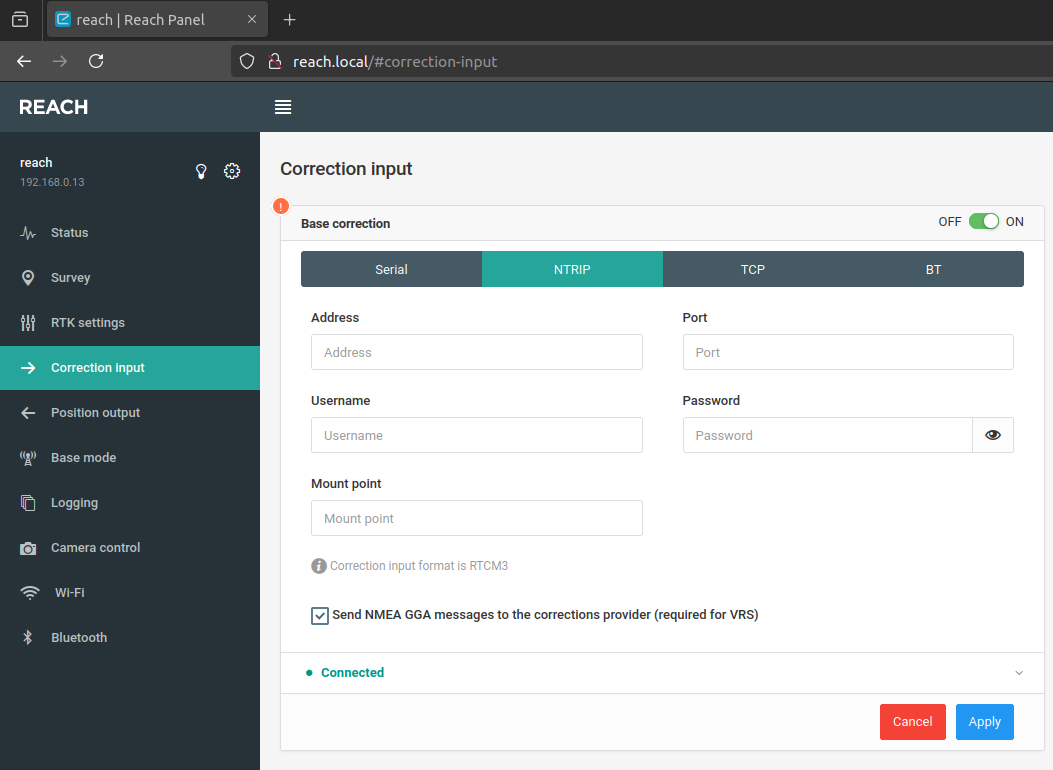 reach | Reach Panel
reach.local/#correction-input
REACH
reach
192.168.0.13
Status
Survey
RTK settings
Correction input
Position output
Base mode
Logging
Camera control
Wi-Fi
Bluetooth
Correction input
Base correction
OFF ON
Serial NTRIP TCP BT
Address Port
Address Port
Username Password
Username Password
Mount point
Mount point
Correction input format is RTCM3
Send NMEA GGA messages to the corrections provider (required for VRS)
Connected
Cancel Apply